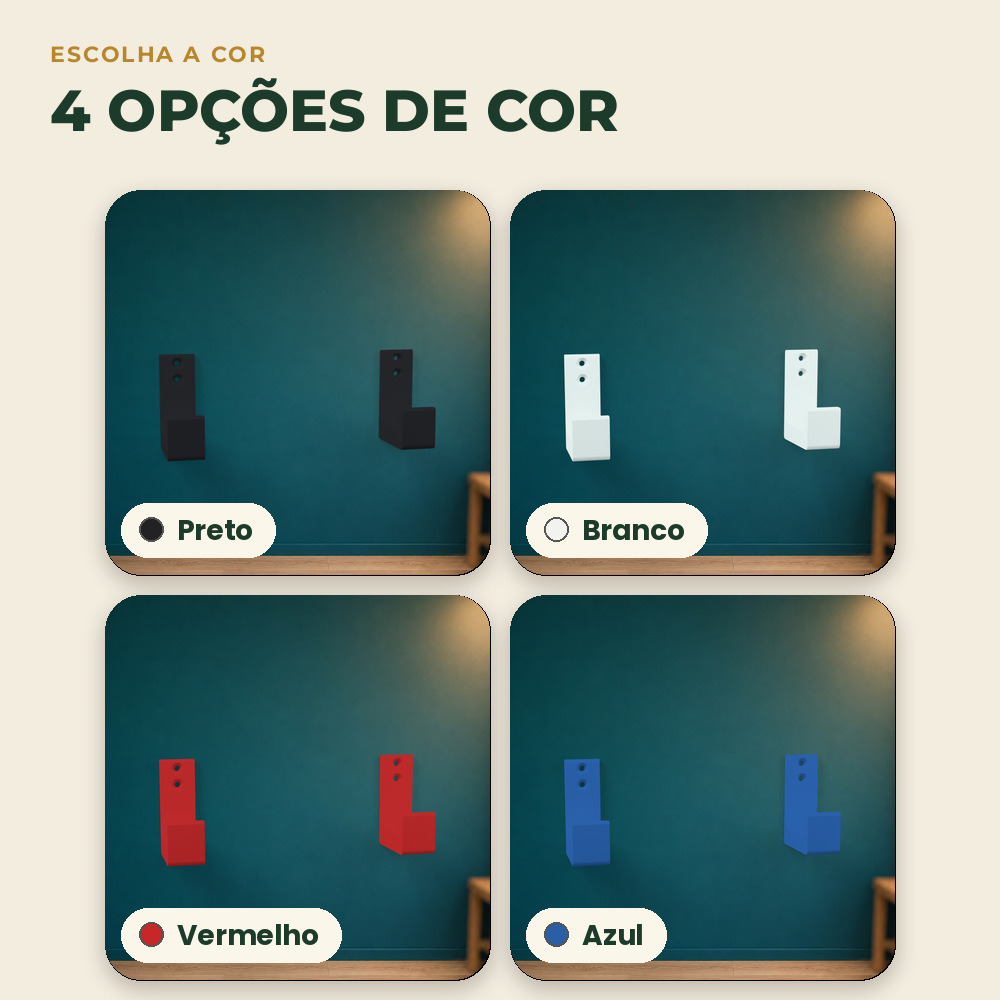 ESCOLHA A COR
4 OPÇÕES DE COR
Preto
Branco
Vermelho
Azul